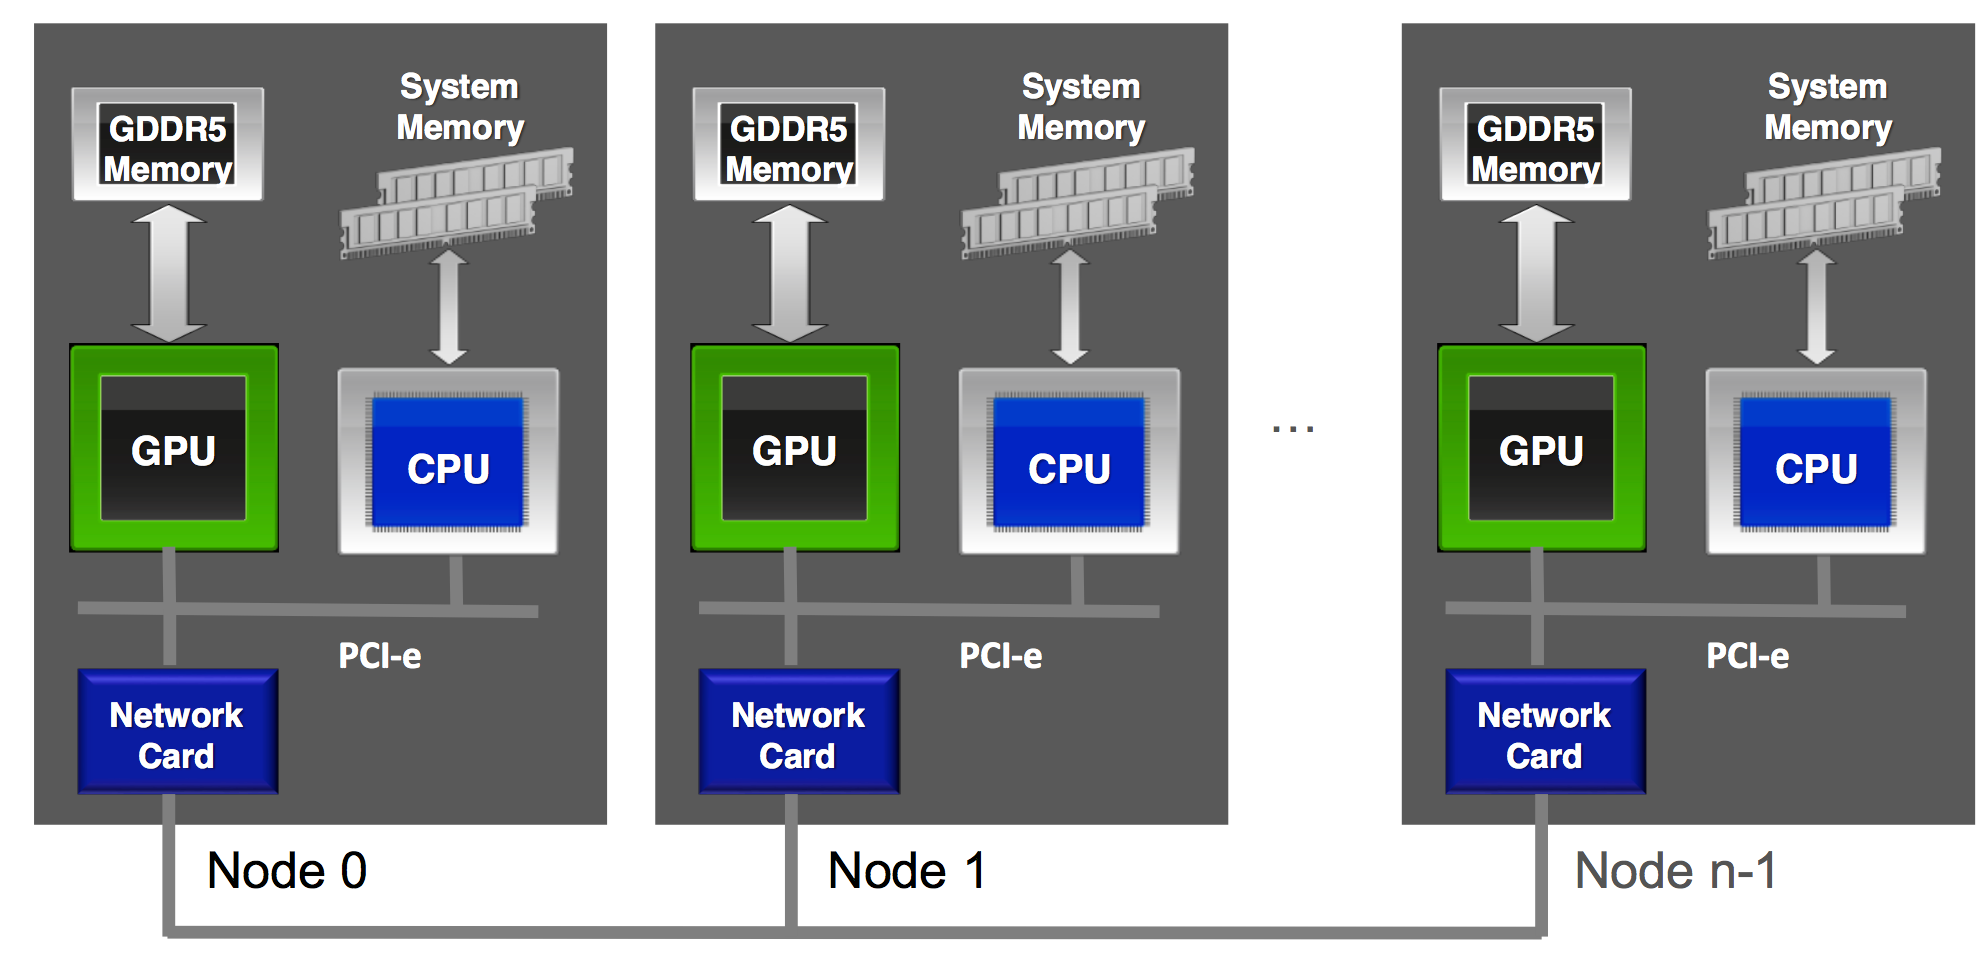 GDDR5
Memory
System
Memory
GPU
CPU
PCI-e
Network
Card
Node 0
GDDR5
Memory
System
Memory
GPU
CPU
PCI-e
Network
Card
Node 1
...
GDDR5
Memory
System
Memory
GPU
CPU
PCI-e
Network
Card
Node n-1